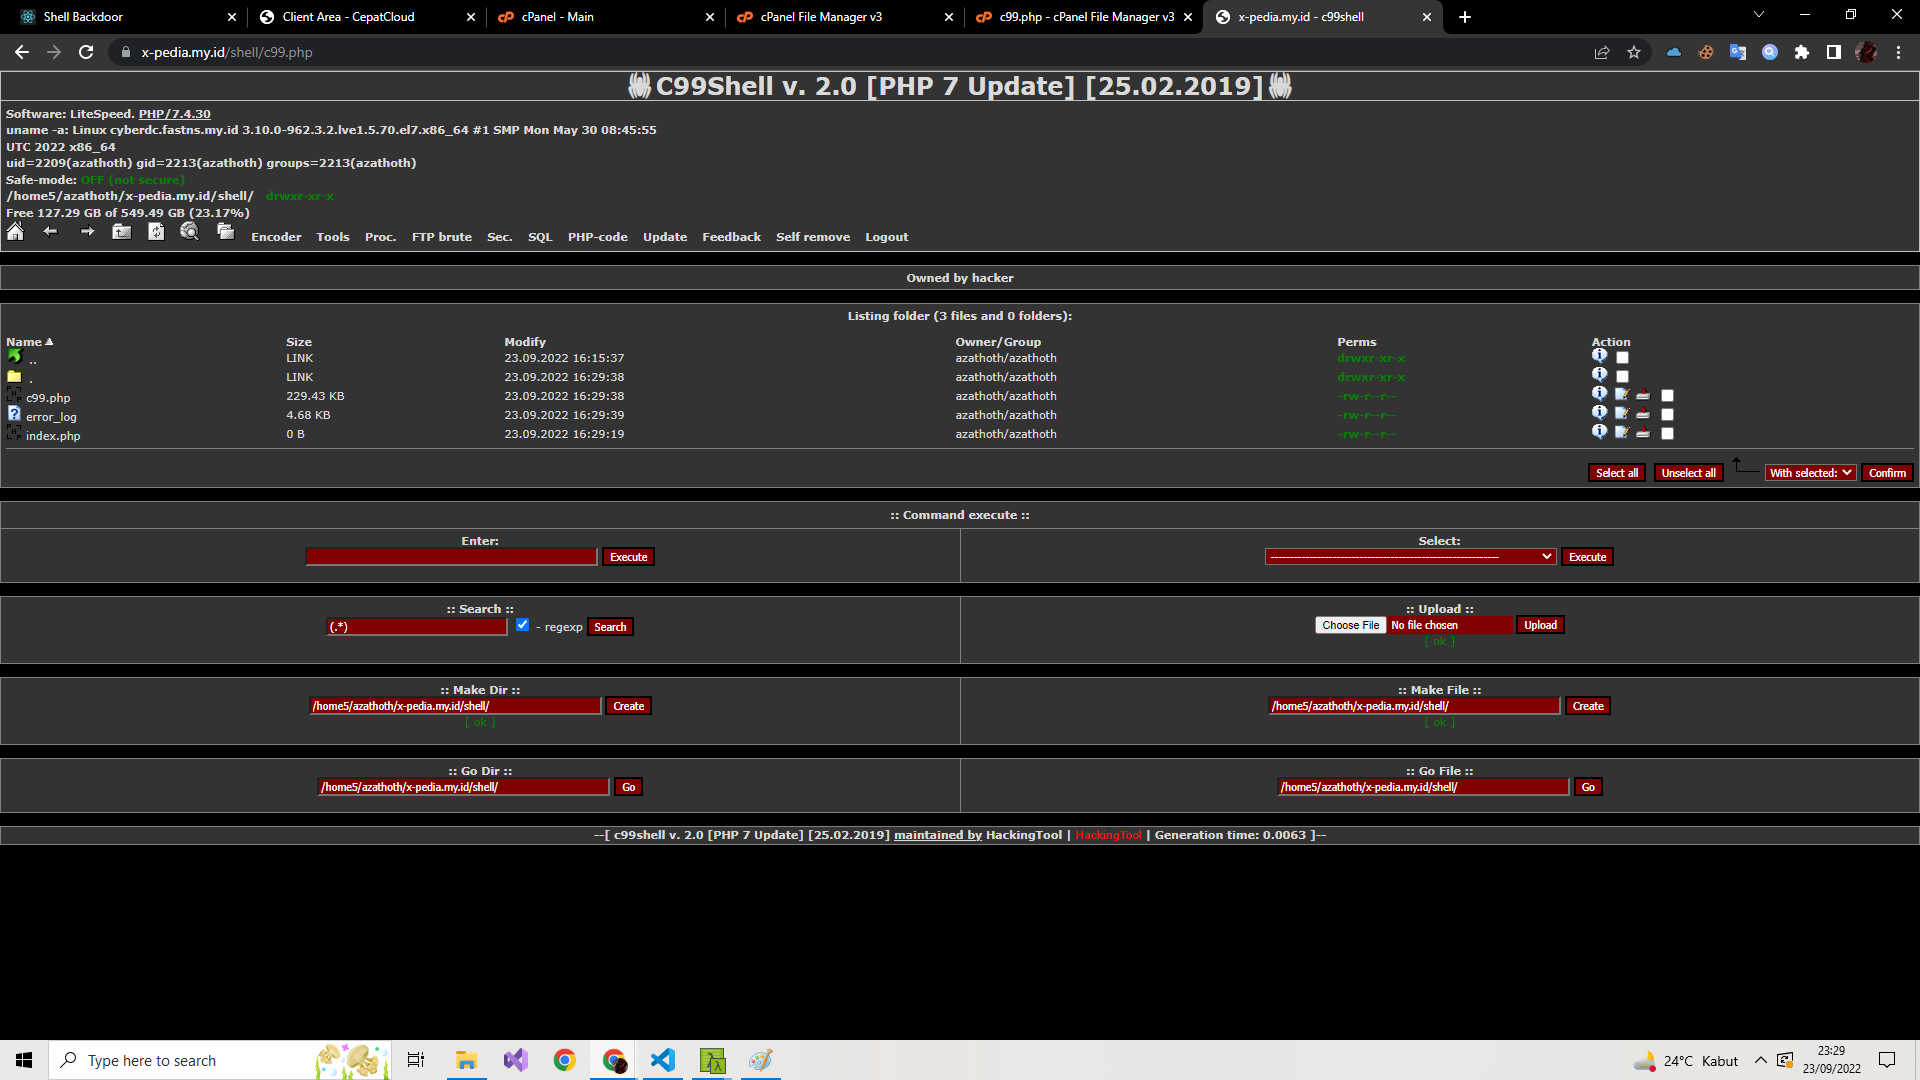 Shell Backdoor
Client Area - CepatCloud
cPanel - Main
cPanel File Manager v3
c99.php - cPanel File Manager v3
x-pedia.my.id - c99shell
x-pedia.my.id/shell/c99.php
C99Shell v. 2.0 [PHP 7 Update] [25.02.2019]
Software: LiteSpeed. PHP/7.4.30
uname -a: Linux cyberdc.fastns.my.id 3.10.0-962.3.2.lve1.5.70.el7.x86_64 #1 SMP Mon May 30 08:45:55
UTC 2022 x86_64
uid=2209(azathoth) gid=2213(azathoth) groups=2213(azathoth)
Safe-mode: OFF (not secure)
/home5/azathoth/x-pedia.my.id/shell/ drwxr-xr-x
Free 127.29 GB of 549.49 GB (23.17%)
Encoder Tools Proc. FTP brute Sec. SQL PHP-code Update Feedback Self remove Logout
Owned by hacker
Listing folder (3 files and 0 folders):
Name Size Modify Owner/Group Perms Action
.. LINK 23.09.2022 16:15:37 azathoth/azathoth drwxr-xr-x
. LINK 23.09.2022 16:29:38 azathoth/azathoth drwxr-xr-x
c99.php 229.43 KB 23.09.2022 16:29:38 azathoth/azathoth -rw-r--r--
error_log 4.68 KB 23.09.2022 16:29:39 azathoth/azathoth -rw-r--r--
index.php 0 B 23.09.2022 16:29:19 azathoth/azathoth -rw-r--r--
Select all Unselect all With selected: Confirm
:: Command execute ::
Enter:
Execute
Select:
Execute
:: Search ::
(.*) - regexp Search
:: Upload ::
Choose File No file chosen Upload
[ ok ]
:: Make Dir ::
/home5/azathoth/x-pedia.my.id/shell/ Create
[ ok ]
:: Make File ::
/home5/azathoth/x-pedia.my.id/shell/ Create
[ ok ]
:: Go Dir ::
/home5/azathoth/x-pedia.my.id/shell/ Go
:: Go File ::
/home5/azathoth/x-pedia.my.id/shell/ Go
--[ c99shell v. 2.0 [PHP 7 Update] [25.02.2019] maintained by HackingTool | HackingTool | Generation time: 0.0063 ]--
Type here to search
24°C Kabut
23:29
23/09/2022